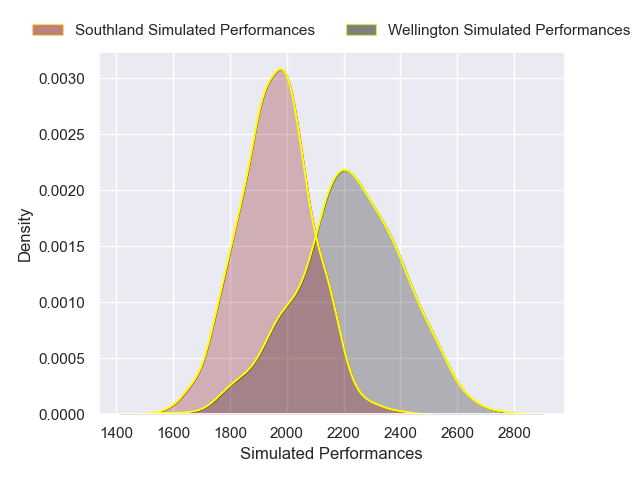 Southland Simulated Performances
Wellington Simulated Performances
0.0030
0.0025
0.0020
0.0015
0.0010
0.0005
0.0000
Density
1400 1600 1800 2000 2200 2400 2600 2800
Simulated Performances